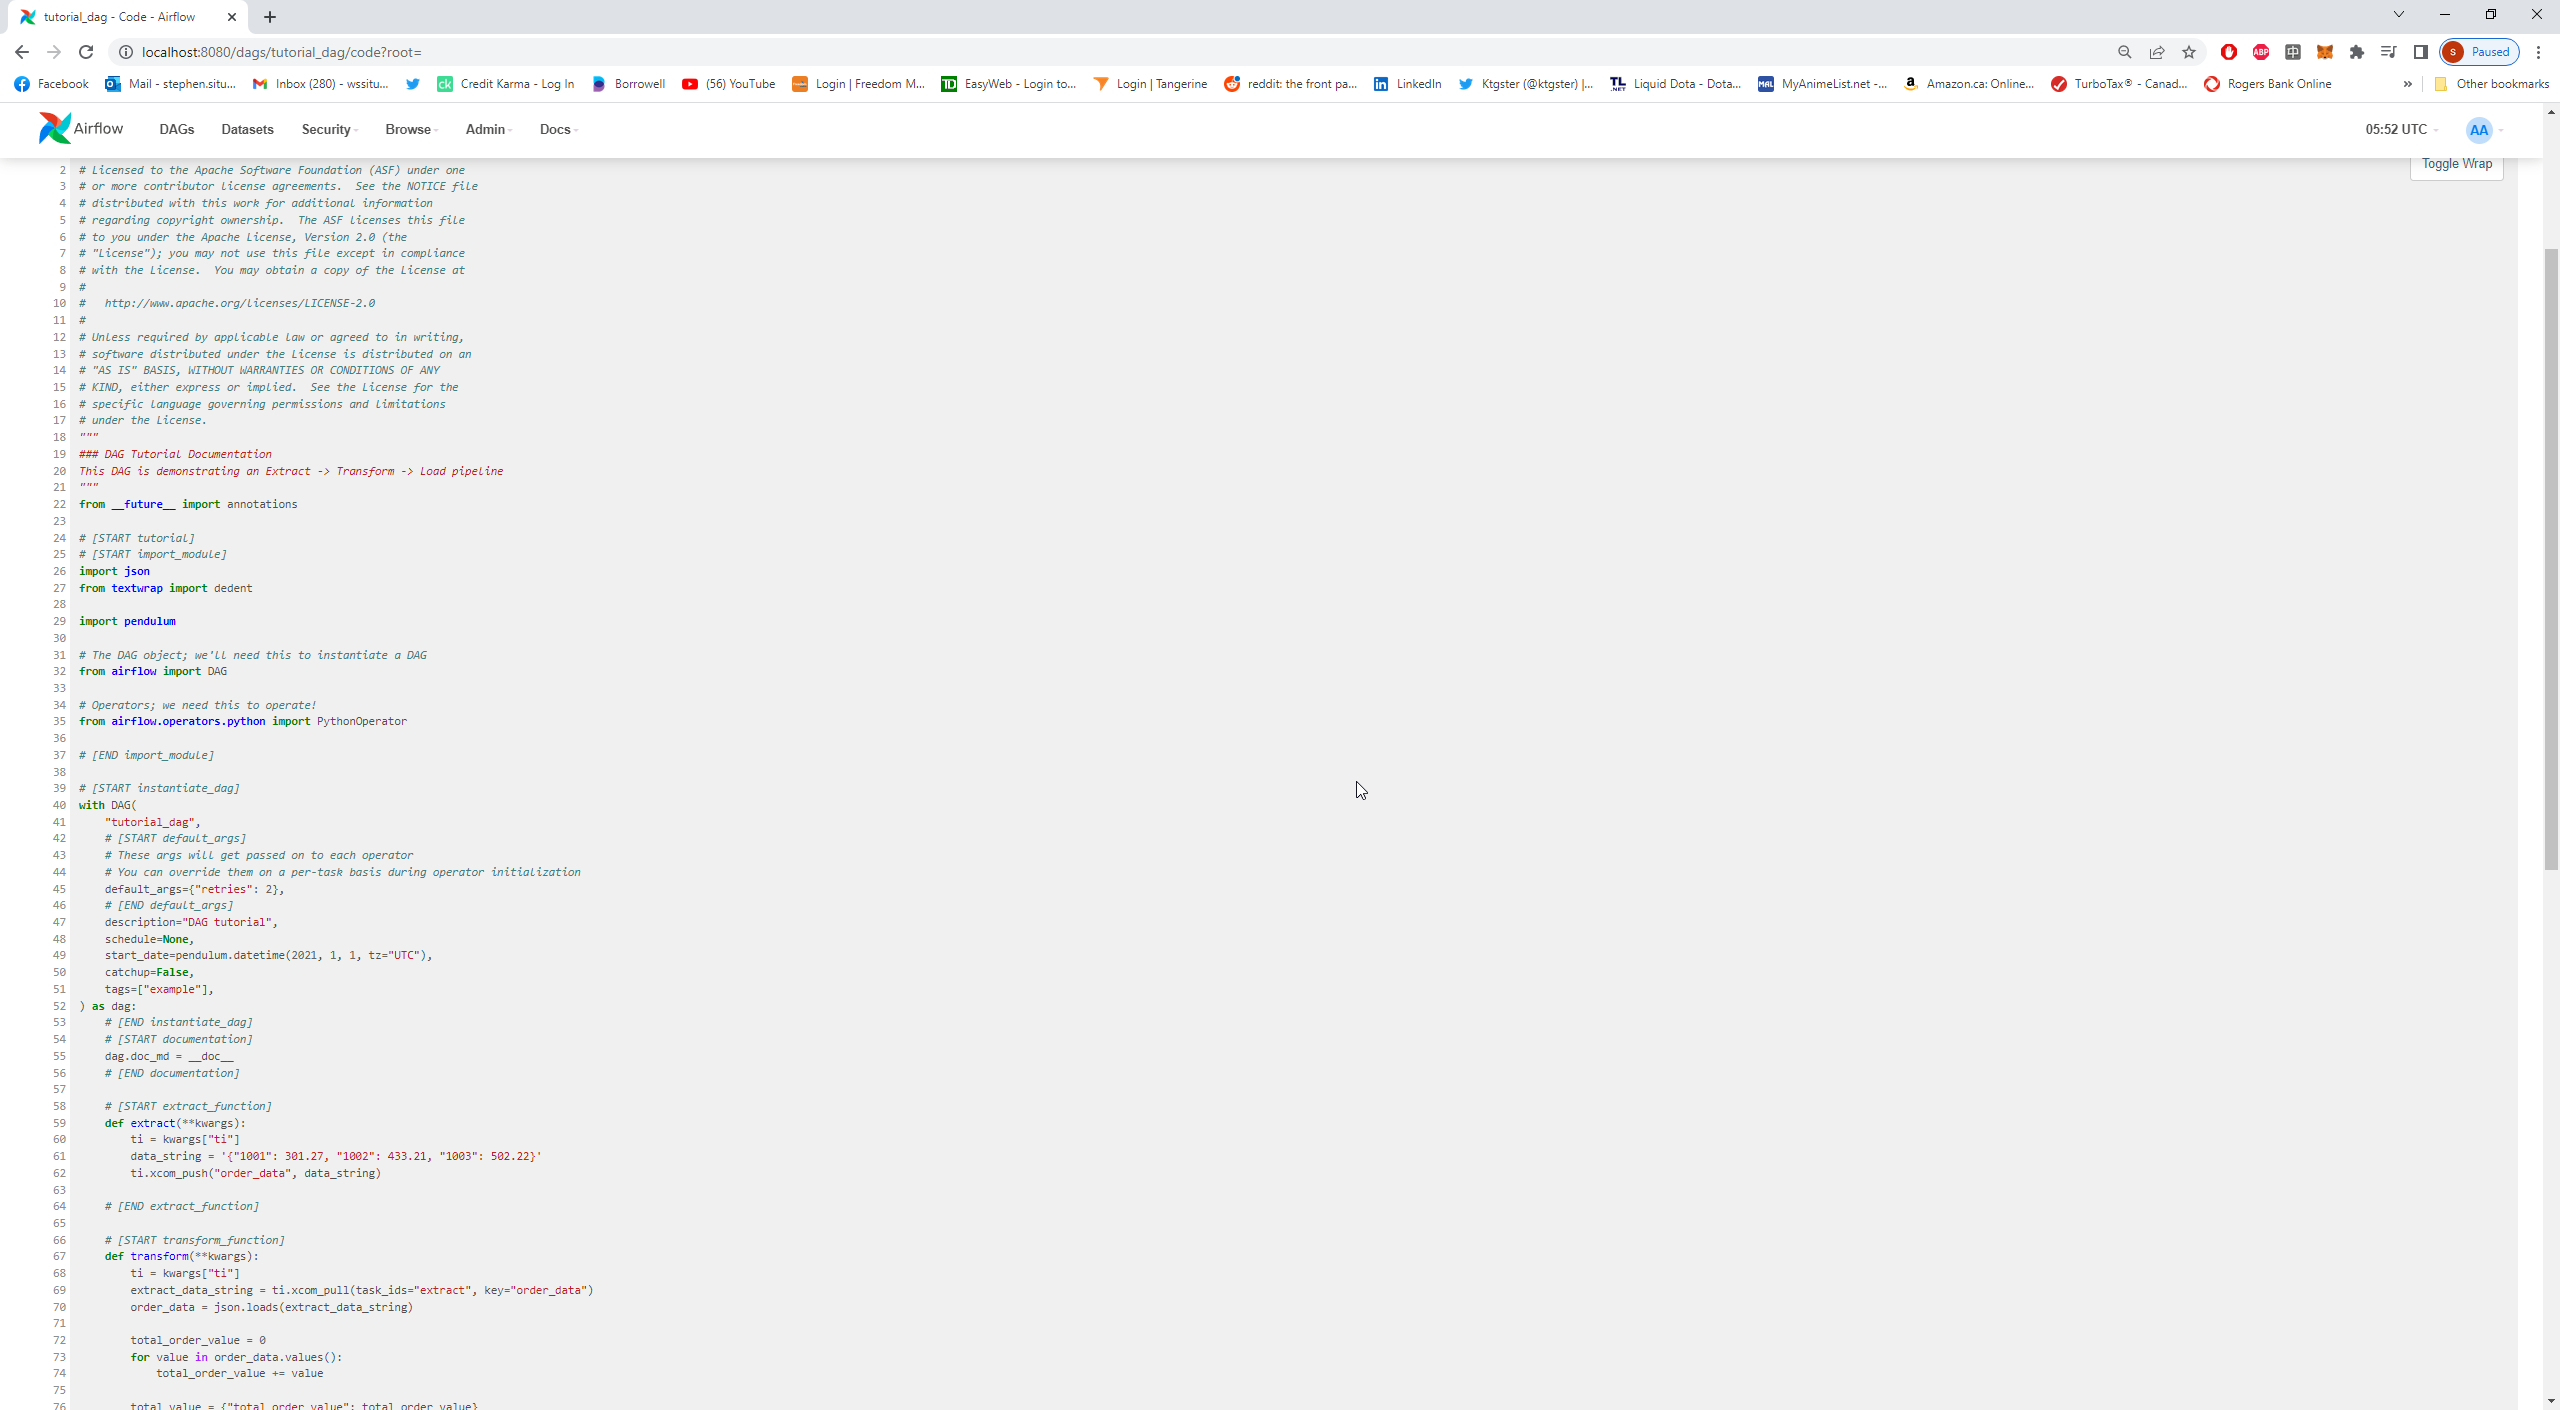 tutorial_dag - Code - Airflow
localhost:8080/dags/tutorial_dag/code?root=
ABP
S Paused
Facebook Mail - stephen.situ... Inbox (280) - wssitu... ck Credit Karma - Log In Borrowell (56) YouTube Login | Freedom M... TD EasyWeb - Login to... Login | Tangerine reddit: the front pa... LinkedIn Ktgster (@ktgster) |... TL .NET Liquid Dota - Dota... MAL MyAnimeList.net -... Amazon.ca: Online... TurboTax® - Canad... Rogers Bank Online » Other bookmarks
Airflow DAGs Datasets Security Browse Admin Docs 05:52 UTC AA
Toggle Wrap
2 # Licensed to the Apache Software Foundation (ASF) under one
3 # or more contributor license agreements.  See the NOTICE file
4 # distributed with this work for additional information
5 # regarding copyright ownership.  The ASF licenses this file
6 # to you under the Apache License, Version 2.0 (the
7 # "License"); you may not use this file except in compliance
8 # with the License.  You may obtain a copy of the License at
9 #
10 #   http://www.apache.org/licenses/LICENSE-2.0
11 #
12 # Unless required by applicable law or agreed to in writing,
13 # software distributed under the License is distributed on an
14 # "AS IS" BASIS, WITHOUT WARRANTIES OR CONDITIONS OF ANY
15 # KIND, either express or implied.  See the License for the
16 # specific language governing permissions and limitations
17 # under the License.
18 """
19 ### DAG Tutorial Documentation
20 This DAG is demonstrating an Extract -> Transform -> Load pipeline
21 """
22 from __future__ import annotations
23
24 # [START tutorial]
25 # [START import_module]
26 import json
27 from textwrap import dedent
28
29 import pendulum
30
31 # The DAG object; we'll need this to instantiate a DAG
32 from airflow import DAG
33
34 # Operators; we need this to operate!
35 from airflow.operators.python import PythonOperator
36
37 # [END import_module]
38
39 # [START instantiate_dag]
40 with DAG(
41     "tutorial_dag",
42     # [START default_args]
43     # These args will get passed on to each operator
44     # You can override them on a per-task basis during operator initialization
45     default_args={"retries": 2},
46     # [END default_args]
47     description="DAG tutorial",
48     schedule=None,
49     start_date=pendulum.datetime(2021, 1, 1, tz="UTC"),
50     catchup=False,
51     tags=["example"],
52 ) as dag:
53     # [END instantiate_dag]
54     # [START documentation]
55     dag.doc_md = __doc__
56     # [END documentation]
57
58     # [START extract_function]
59     def extract(**kwargs):
60         ti = kwargs["ti"]
61         data_string = '{"1001": 301.27, "1002": 433.21, "1003": 502.22}'
62         ti.xcom_push("order_data", data_string)
63
64     # [END extract_function]
65
66     # [START transform_function]
67     def transform(**kwargs):
68         ti = kwargs["ti"]
69         extract_data_string = ti.xcom_pull(task_ids="extract", key="order_data")
70         order_data = json.loads(extract_data_string)
71
72         total_order_value = 0
73         for value in order_data.values():
74             total_order_value += value
75
76         total_value = {"total_order_value": total_order_value}